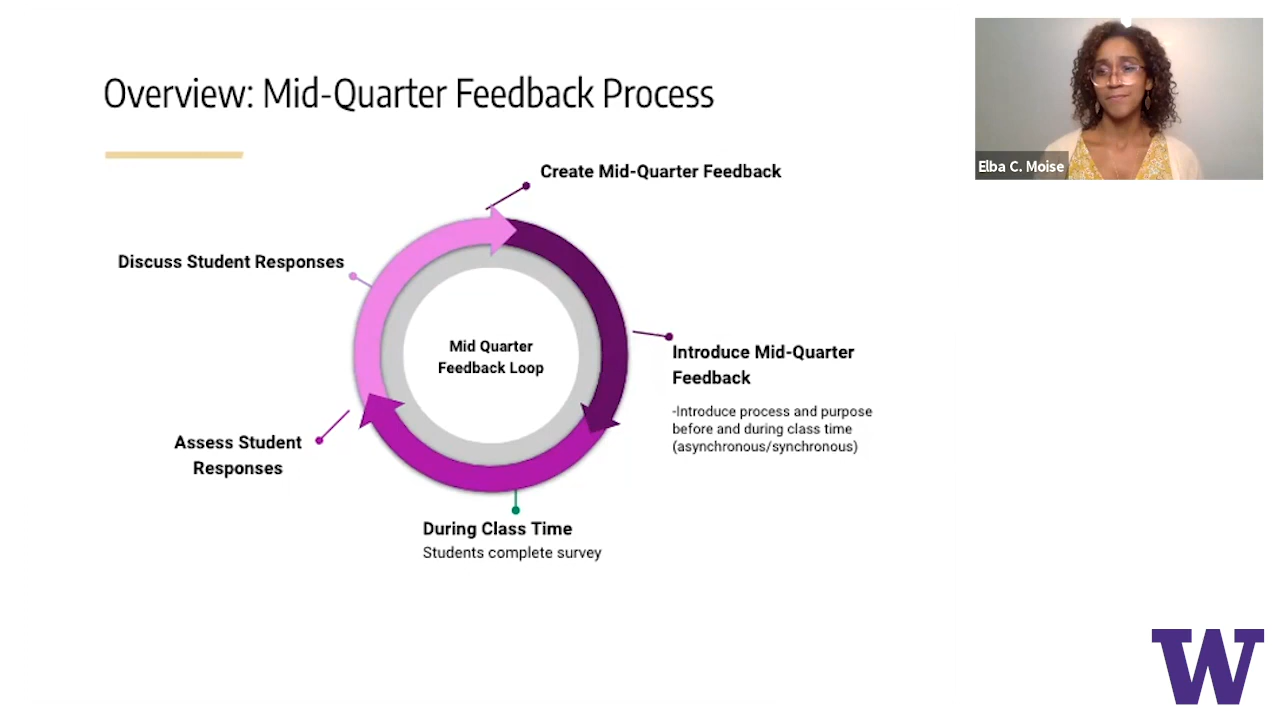 Overview: Mid-Quarter Feedback Process
Elba C. Moise
Create Mid-Quarter Feedback
Discuss Student Responses
Mid Quarter
Feedback Loop
Introduce Mid-Quarter
Feedback
-Introduce process and purpose
before and during class time
(asynchronous/synchronous)
Assess Student
Responses
During Class Time
Students complete survey
W